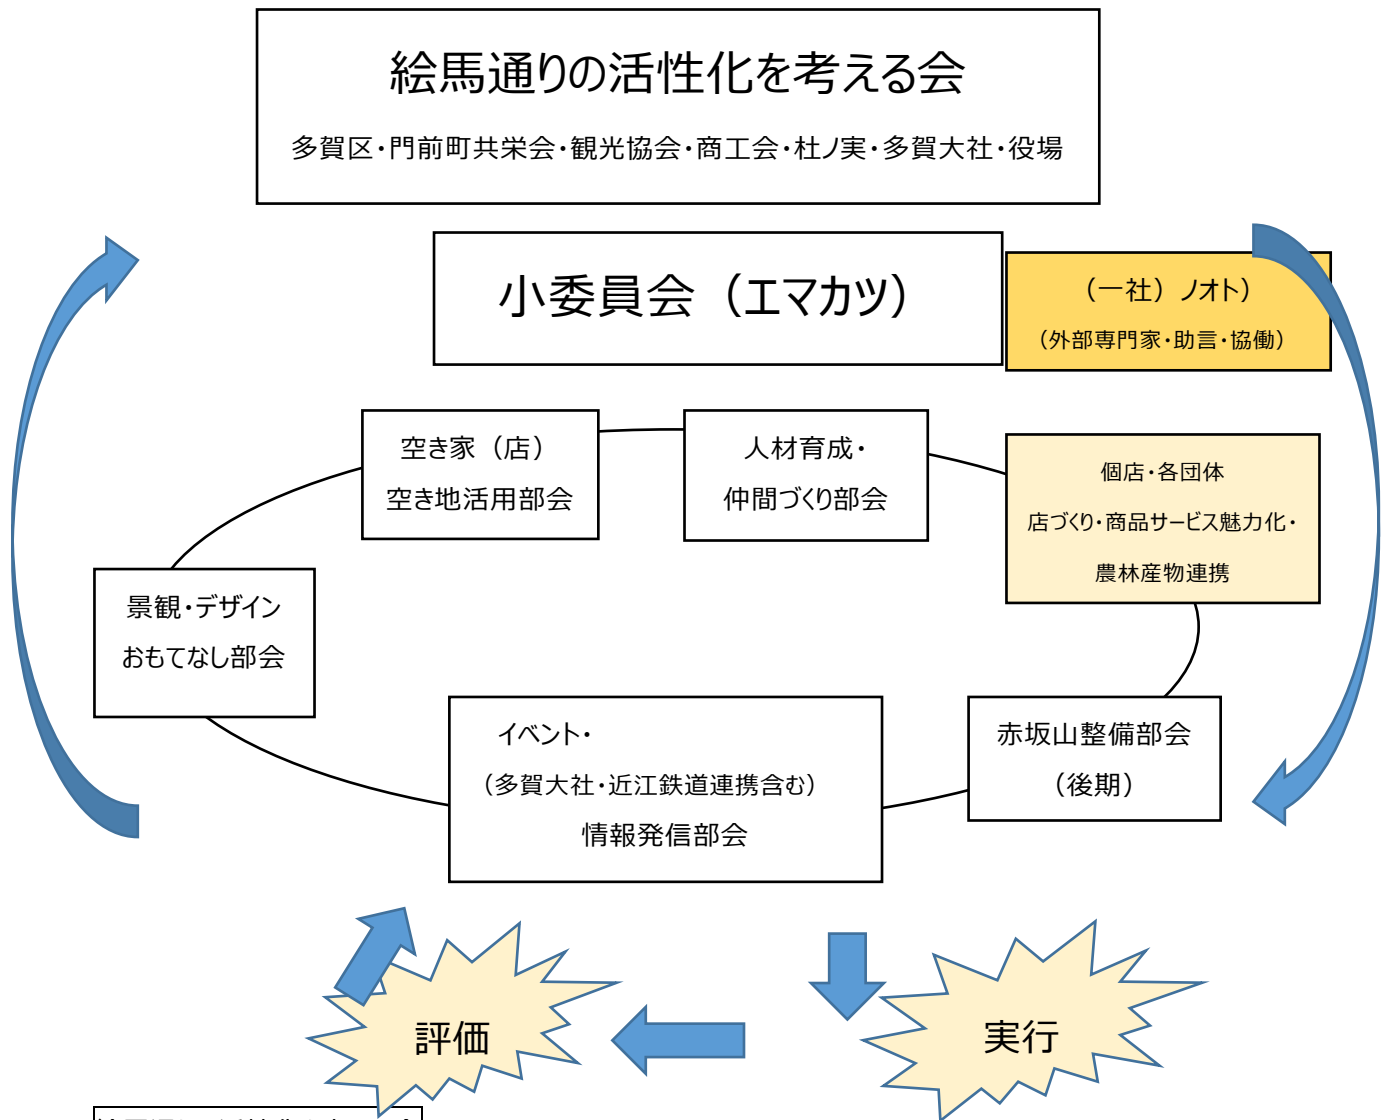 絵馬通りの活性化を考える会
多賀区・門前町共栄会・観光協会・商工会・杜ノ実・多賀大社・役場
小委員会（エマカツ）
（一社）ノオト）
（外部専門家・助言・協働）
空き家（店）
空き地活用部会
人材育成・
仲間づくり部会
個店・各団体
店づくり・商品サービス魅力化・
農林産物連携
景観・デザイン
おもてなし部会
イベント・
（多賀大社・近江鉄道連携含む）
情報発信部会
赤坂山整備部会
（後期）
評価
実行